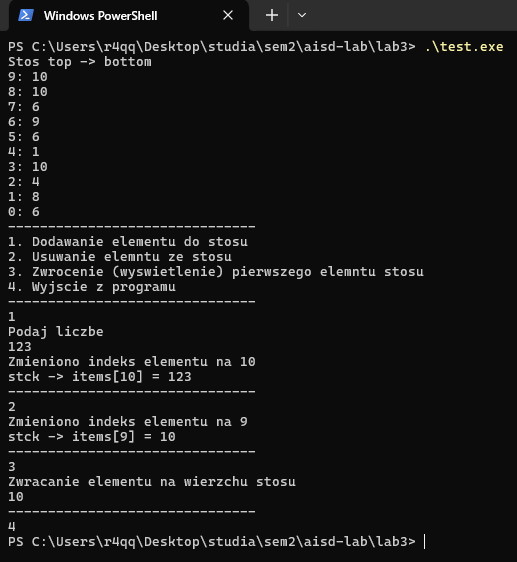 Windows PowerShell
PS C:\Users\r4qq\Desktop\studia\sem2\aisd-lab\lab3> .\test.exe
Stos top -> bottom
9: 10
8: 10
7: 6
6: 9
5: 6
4: 1
3: 10
2: 4
1: 8
0: 6
-------------------------------
1. Dodawanie elementu do stosu
2. Usuwanie elemntu ze stosu
3. Zwrocenie (wyswietlenie) pierwszego elemntu stosu
4. Wyjscie z programu
-------------------------------
1
Podaj liczbe
123
Zmieniono indeks elementu na 10
stck -> items[10] = 123
-------------------------------
2
Zmieniono indeks elementu na 9
stck -> items[9] = 10
-------------------------------
3
Zwracanie elementu na wierzchu stosu
10
-------------------------------
4
PS C:\Users\r4qq\Desktop\studia\sem2\aisd-lab\lab3>